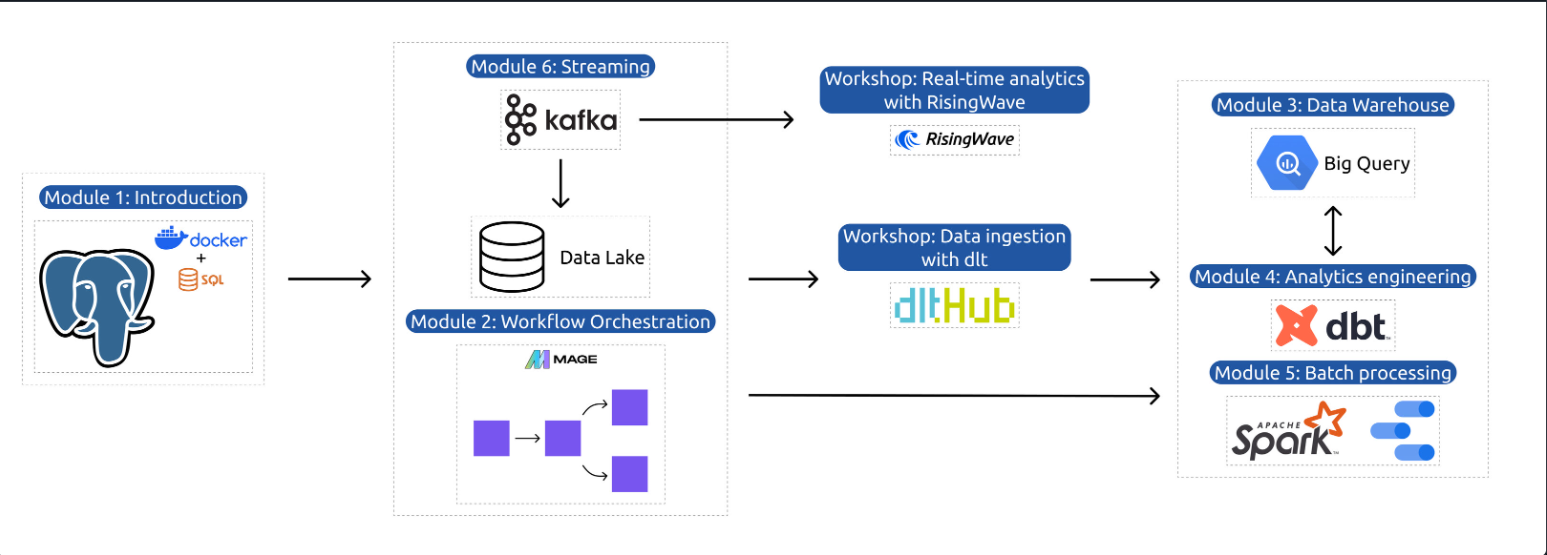 Module 1: Introduction
docker
+
SQL
Module 6: Streaming
kafka
Data Lake
Module 2: Workflow Orchestration
MAGE
Workshop: Real-time analytics
with RisingWave
RisingWave
Workshop: Data ingestion
with dlt
dltHub
Module 3: Data Warehouse
Big Query
Module 4: Analytics engineering
dbt
Module 5: Batch processing
APACHE
Spark™